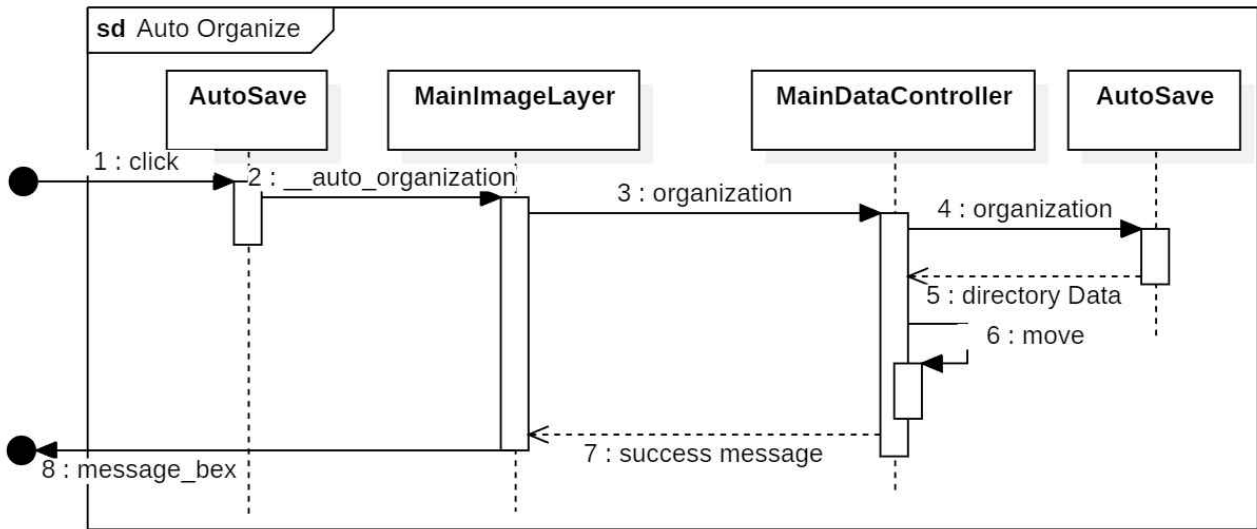 sd Auto Organize
AutoSave
MainImageLayer
MainDataController
AutoSave
1 : click
2 : __auto_organization
3 : organization
4 : organization
5 : directory Data
6 : move
7 : success message
8 : message_bex